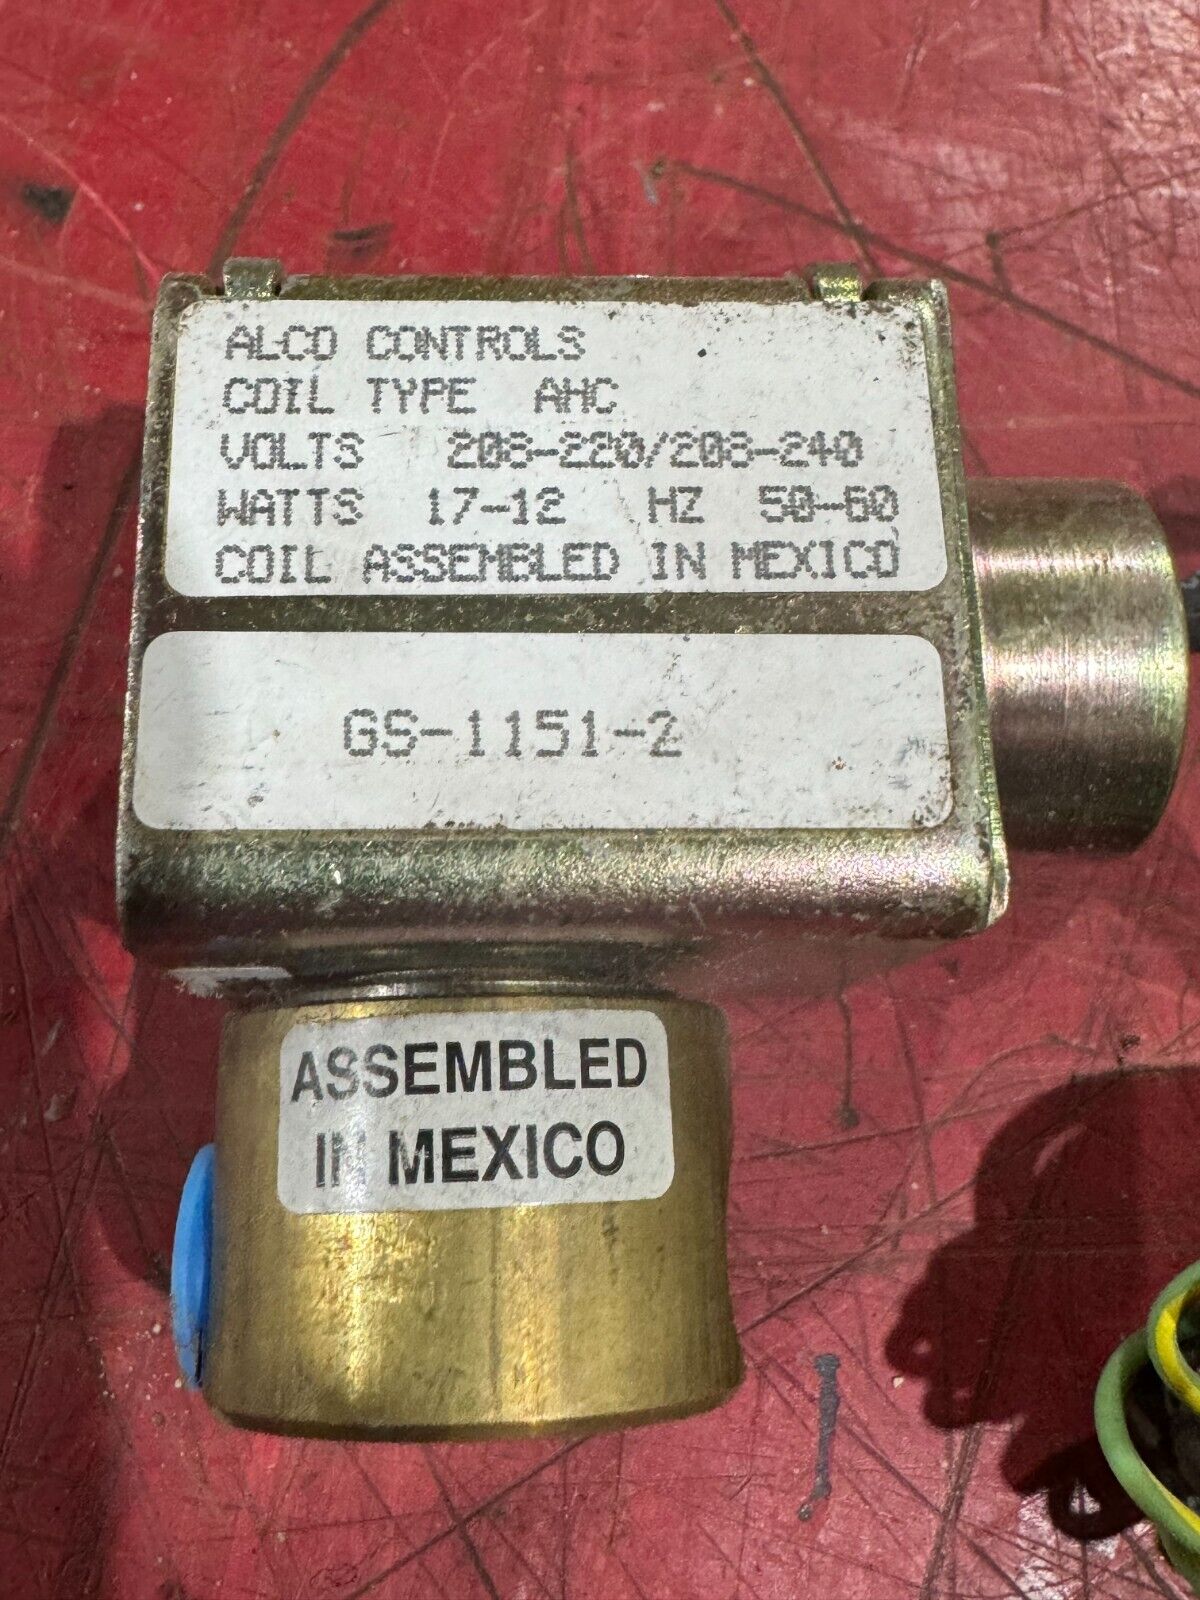 ALCO CONTROLS
COIL TYPE AHC
VOLTS 208-220/208-240
WATTS 17-12 HZ 50-60
COIL ASSEMBLED IN MEXICO
GS-1151-2
ASSEMBLED
IN MEXICO